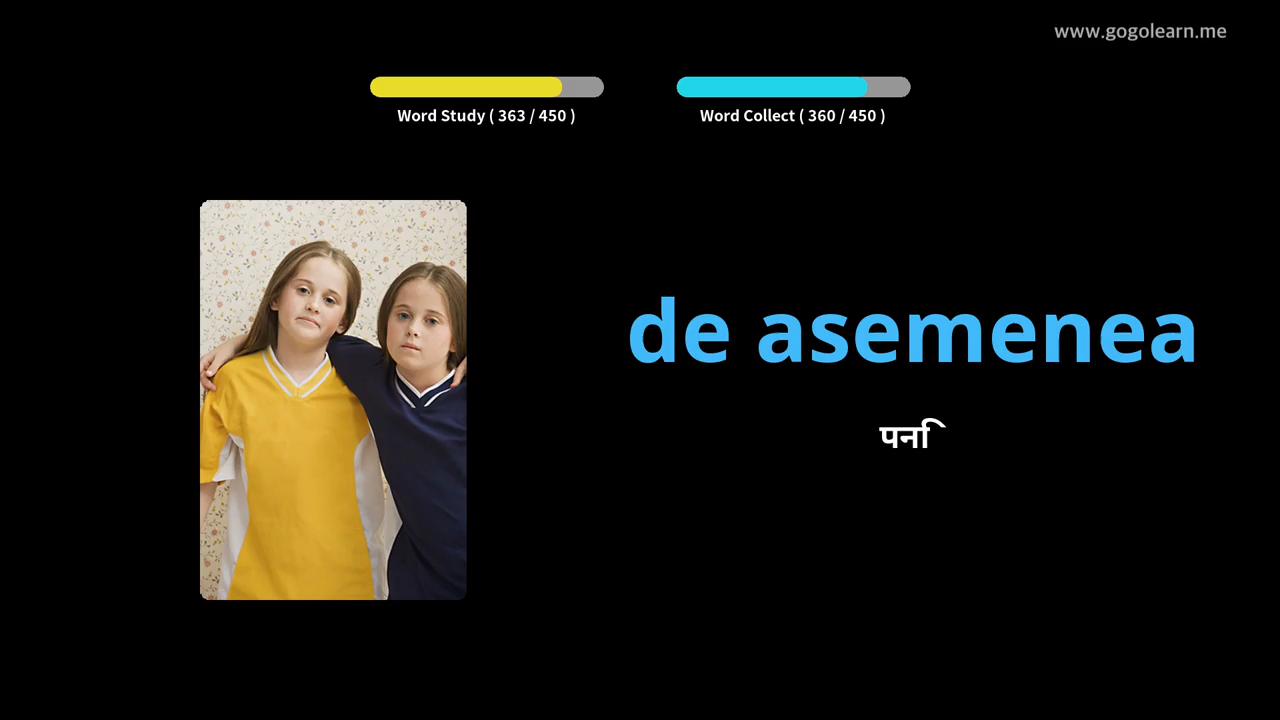 www.gogolearn.me
Word Study ( 363 / 450 )
Word Collect ( 360 / 450 )
de asemenea
पनि